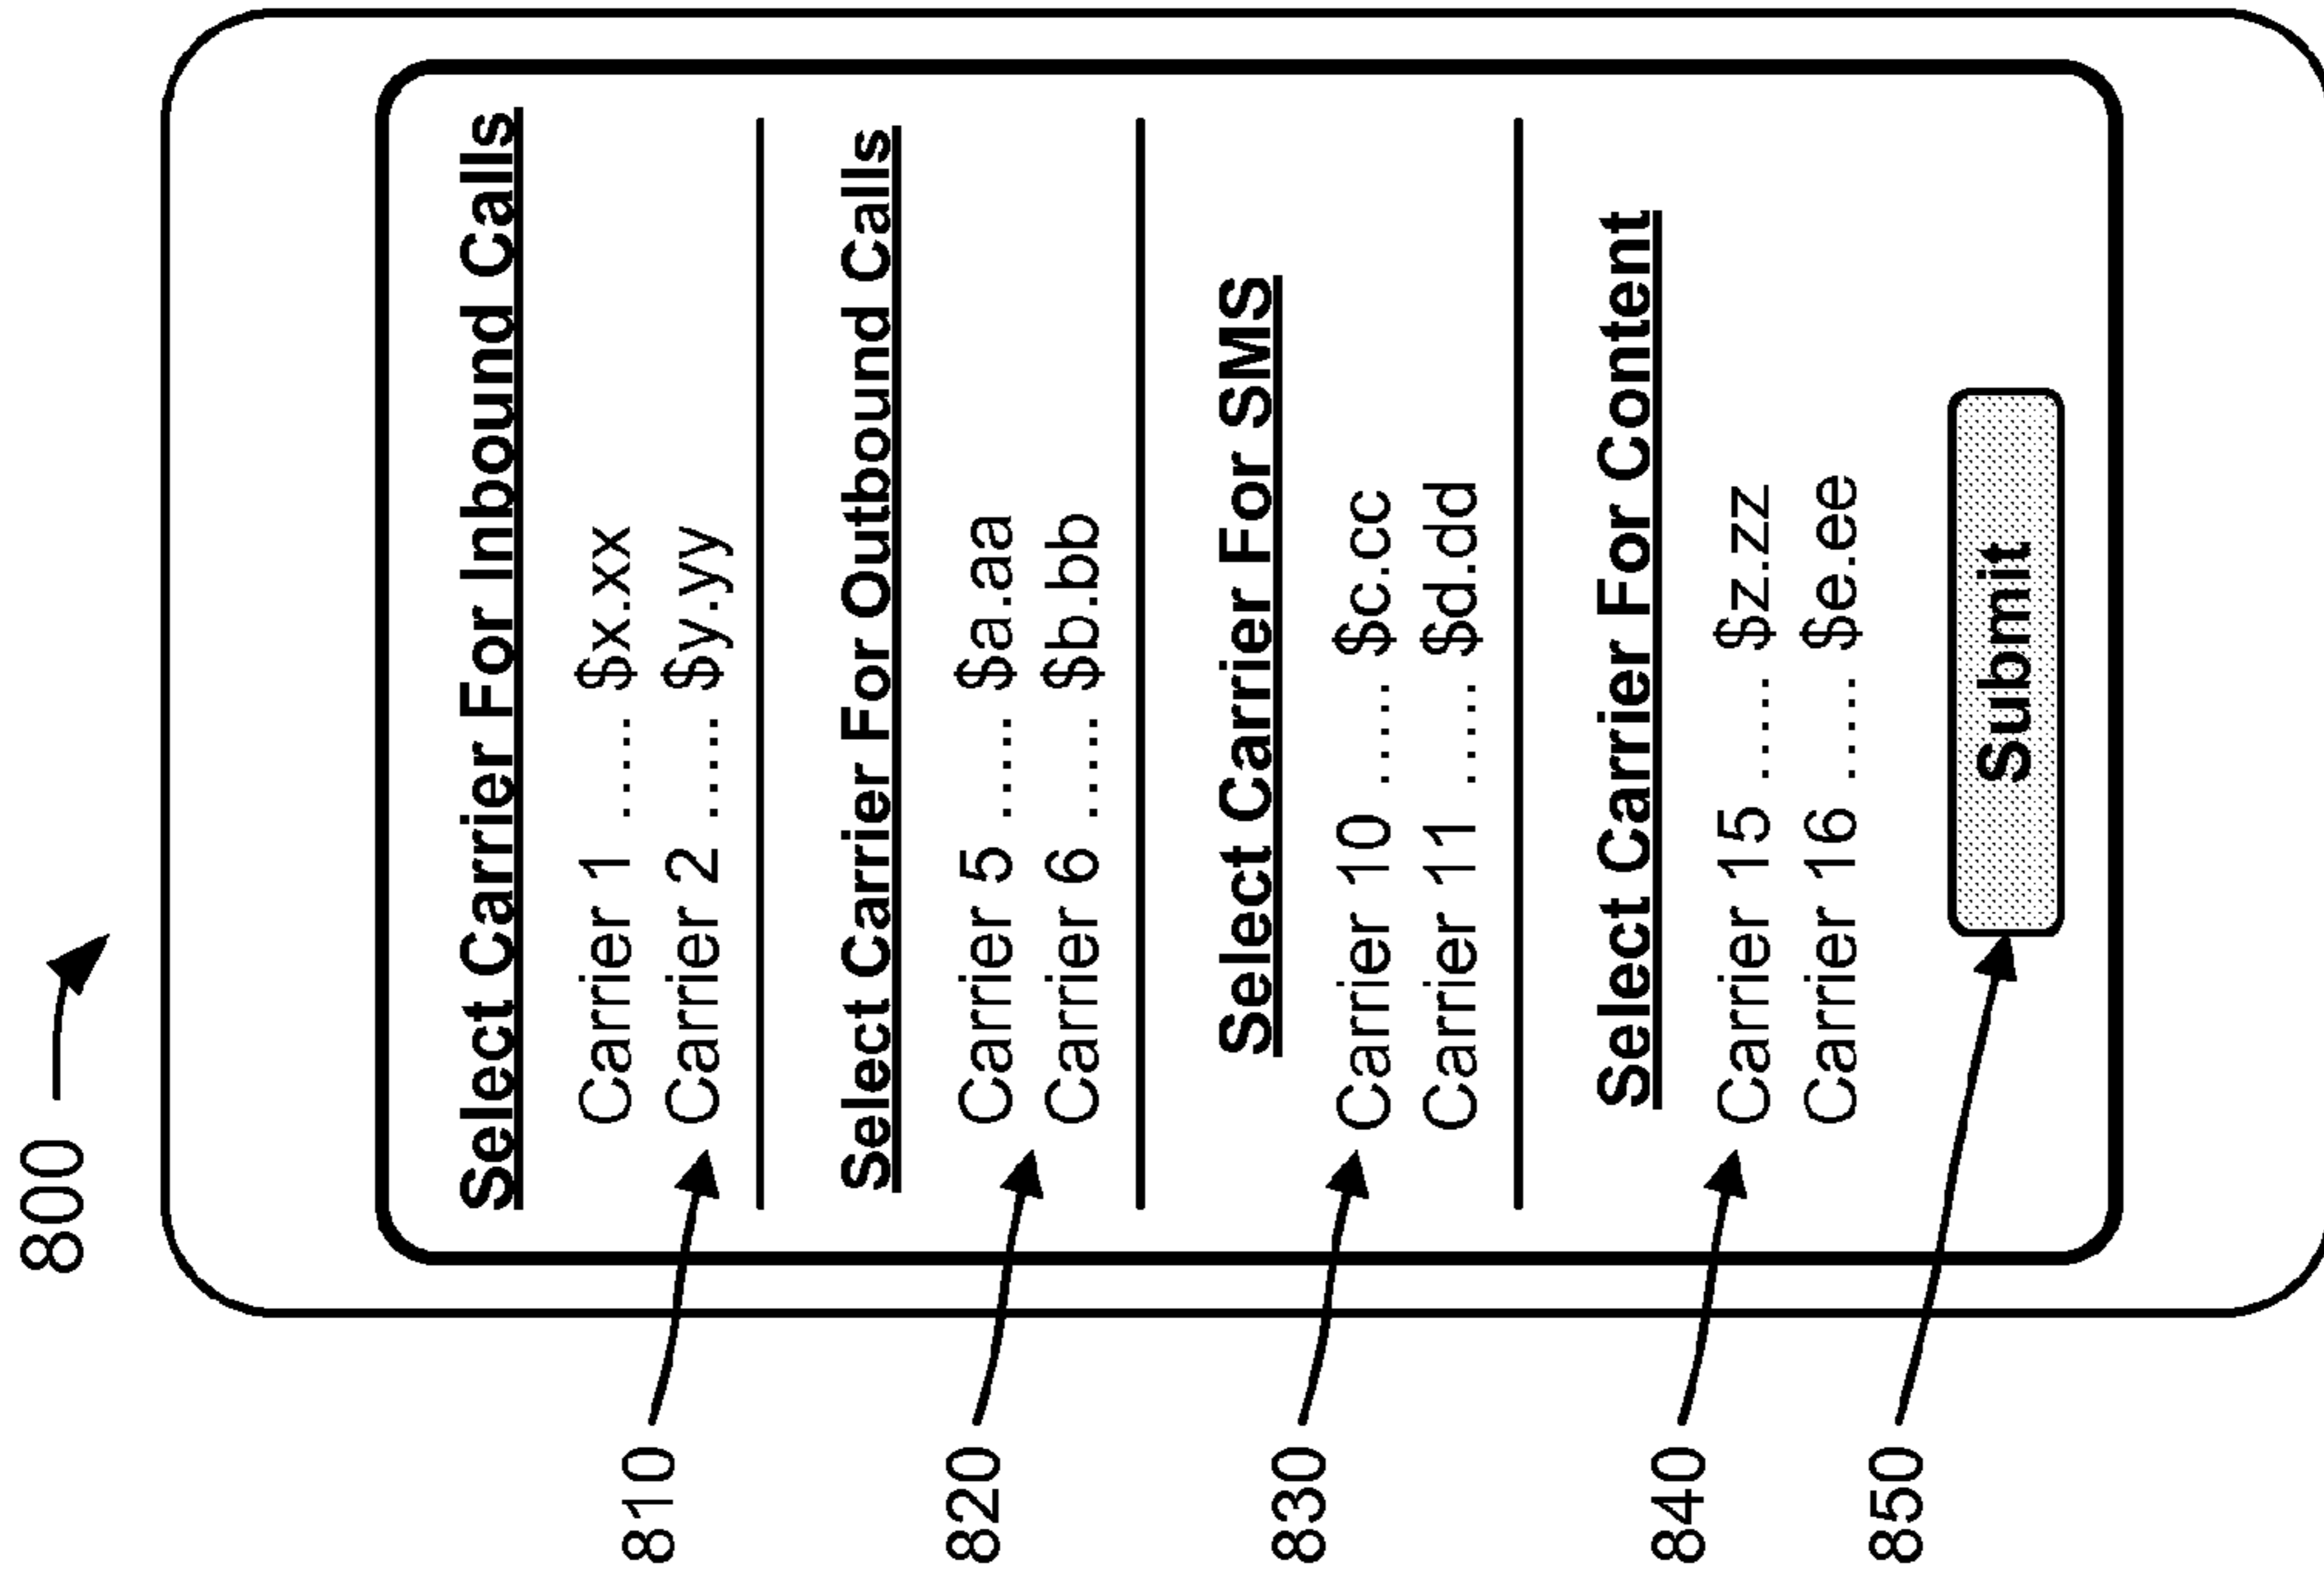 800
Select Carrier For Inbound Calls
Carrier 1 ..... $x.xx
810
Carrier 2 ..... $y.yy
Select Carrier For Outbound Calls
820
Carrier 5 ..... $a.aa
Carrier 6 ..... $b.bb
Select Carrier For SMS
830
Carrier 10 ..... $c.cc
Carrier 11 ..... $d.dd
Select Carrier For Content
840
Carrier 15 ..... $z.zz
Carrier 16 ..... $e.ee
850
Submit